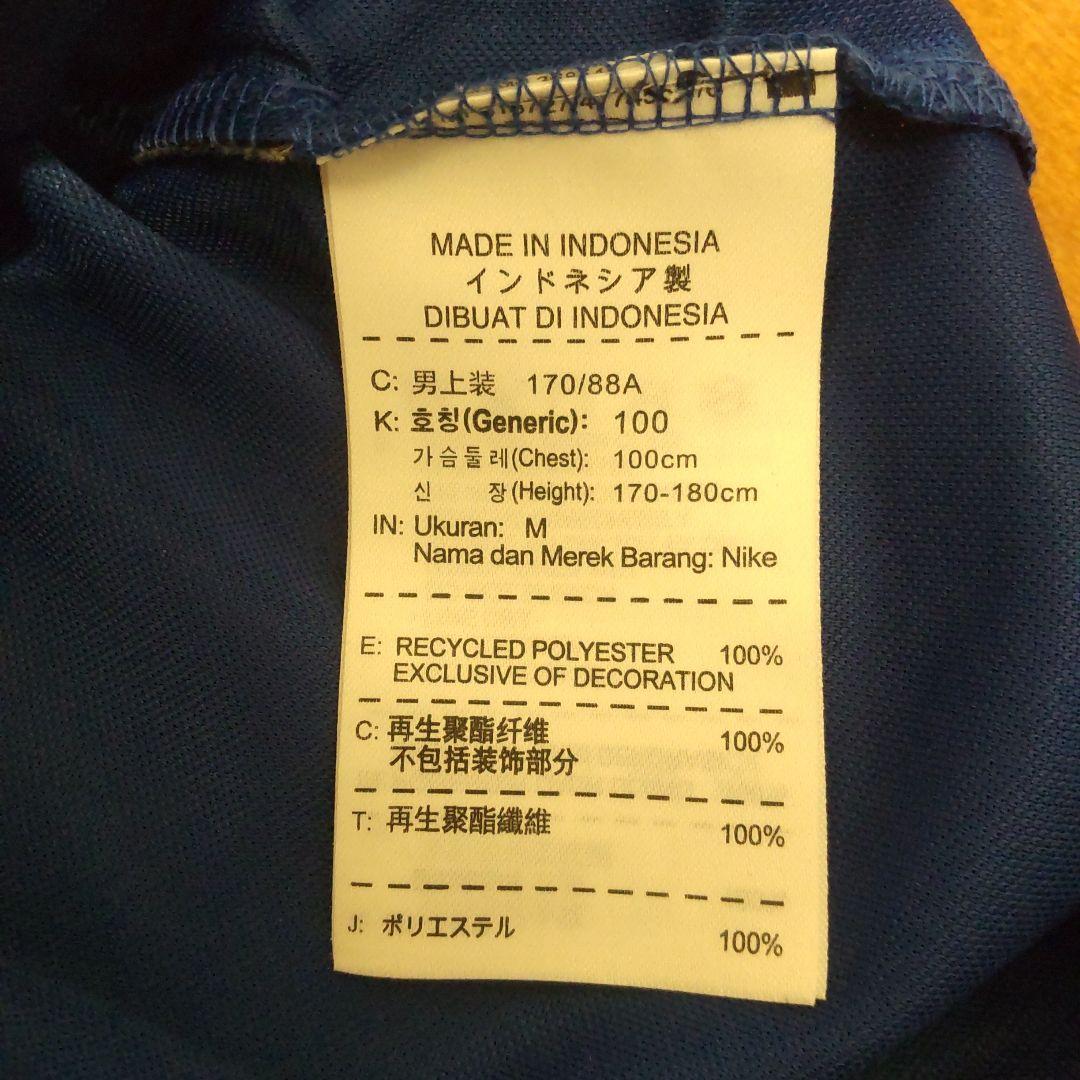 MADE IN INDONESIA
インドネシア製
DIBUAT DI INDONESIA
C: 男上装 170/88A
K: 호칭(Generic): 100
가슴둘레(Chest): 100cm
신 장(Height): 170-180cm
IN: Ukuran: M
Nama dan Merek Barang: Nike
E: RECYCLED POLYESTER 100%
EXCLUSIVE OF DECORATION
C: 再生聚酯纤维 100%
不包括装饰部分
T: 再生聚酯纖維 100%
J: ポリエステル 100%